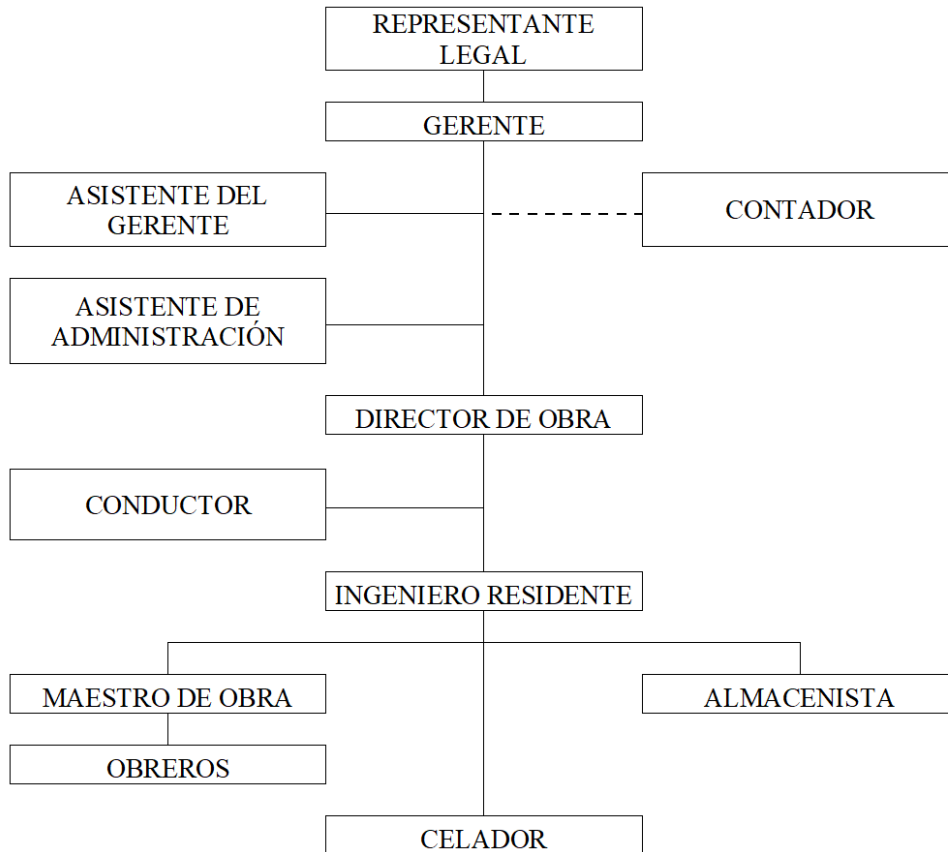 REPRESENTANTE
LEGAL
GERENTE
ASISTENTE DEL
GERENTE
CONTADOR
ASISTENTE DE
ADMINISTRACIÓN
DIRECTOR DE OBRA
CONDUCTOR
INGENIERO RESIDENTE
MAESTRO DE OBRA
ALMACENISTA
OBREROS
CELADOR